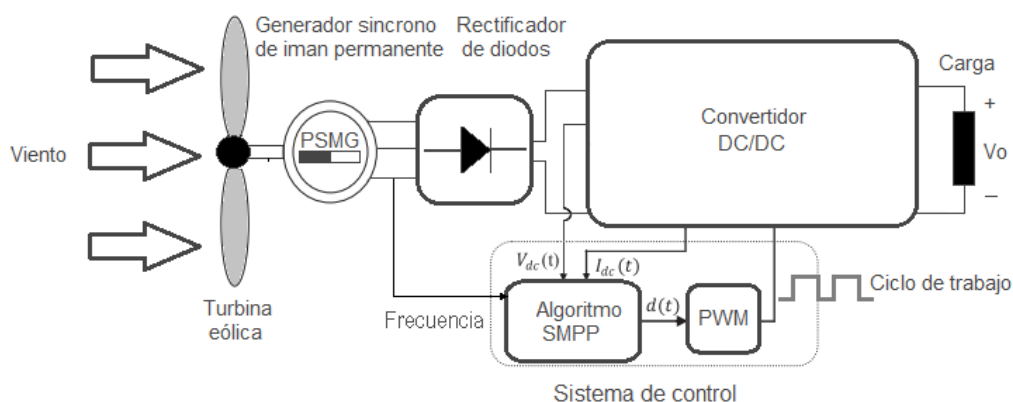 Generador síncrono
de iman permanente
Rectificador
de diodos
Carga
Viento
PSMG
Convertidor
DC/DC
+
Vo
–
Turbina
eólica
Frecuencia
V_dc(t)
I_dc(t)
Algoritmo
SMPP
d(t)
PWM
Ciclo de trabajo
Sistema de control